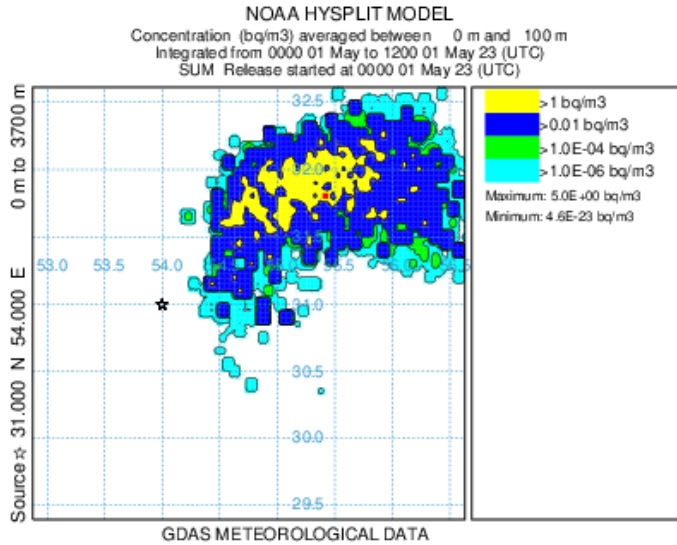 NOAA HYSPLIT MODEL
Concentration (bq/m3) averaged between 0 m and 100 m
Integrated from 0000 01 May to 1200 01 May 23 (UTC)
SUM Release started at 0000 01 May 23 (UTC)
Source ☆ 31.000 N 54.000 E 0 m to 3700 m
32.5
32.0
53.0 53.5 54.0
31.0
30.5
30.0
29.5
>1 bq/m3
>0.01 bq/m3
>1.0E-04 bq/m3
>1.0E-06 bq/m3
Maximum: 5.0E+00 bq/m3
Minimum: 4.6E-23 bq/m3
GDAS METEOROLOGICAL DATA